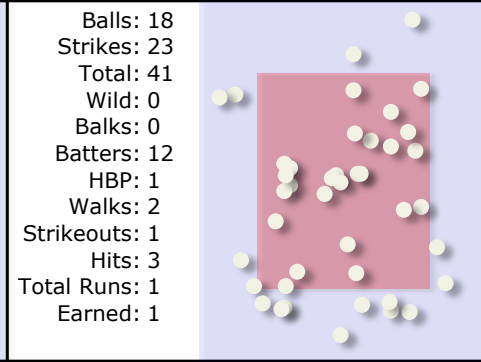 Balls: 18
Strikes: 23
Total: 41
Wild: 0
Balks: 0
Batters: 12
HBP: 1
Walks: 2
Strikeouts: 1
Hits: 3
Total Runs: 1
Earned: 1